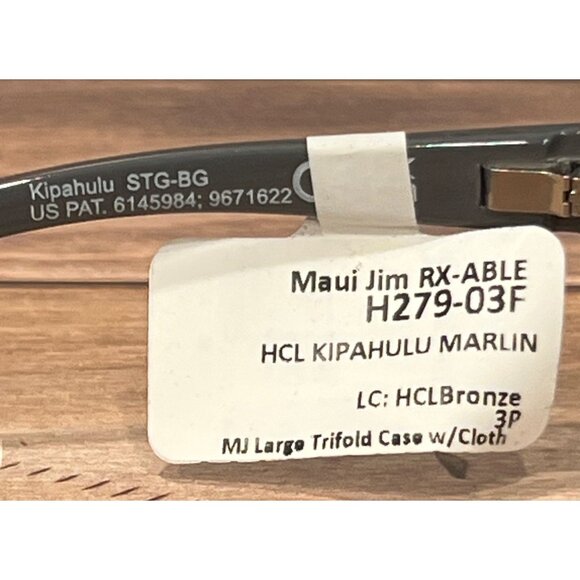 Kipahulu STG-BG
US PAT. 6145984; 9671622
Maui Jim RX-ABLE
H279-03F
HCL KIPAHULU MARLIN
LC: HCLBronze
3P
MJ Large Trifold Case w/Cloth